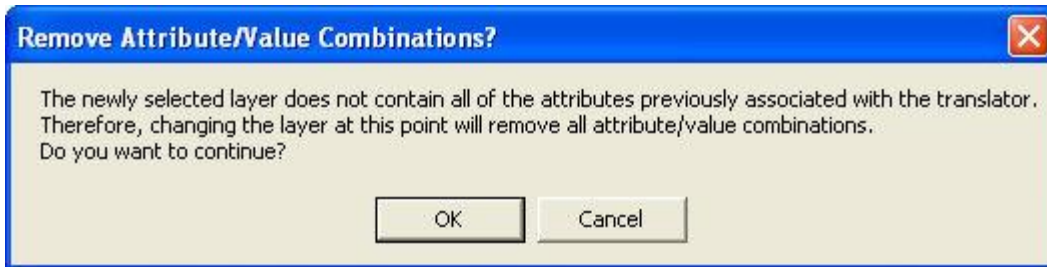 Remove Attribute/Value Combinations?
The newly selected layer does not contain all of the attributes previously associated with the translator.
Therefore, changing the layer at this point will remove all attribute/value combinations.
Do you want to continue?
OK Cancel